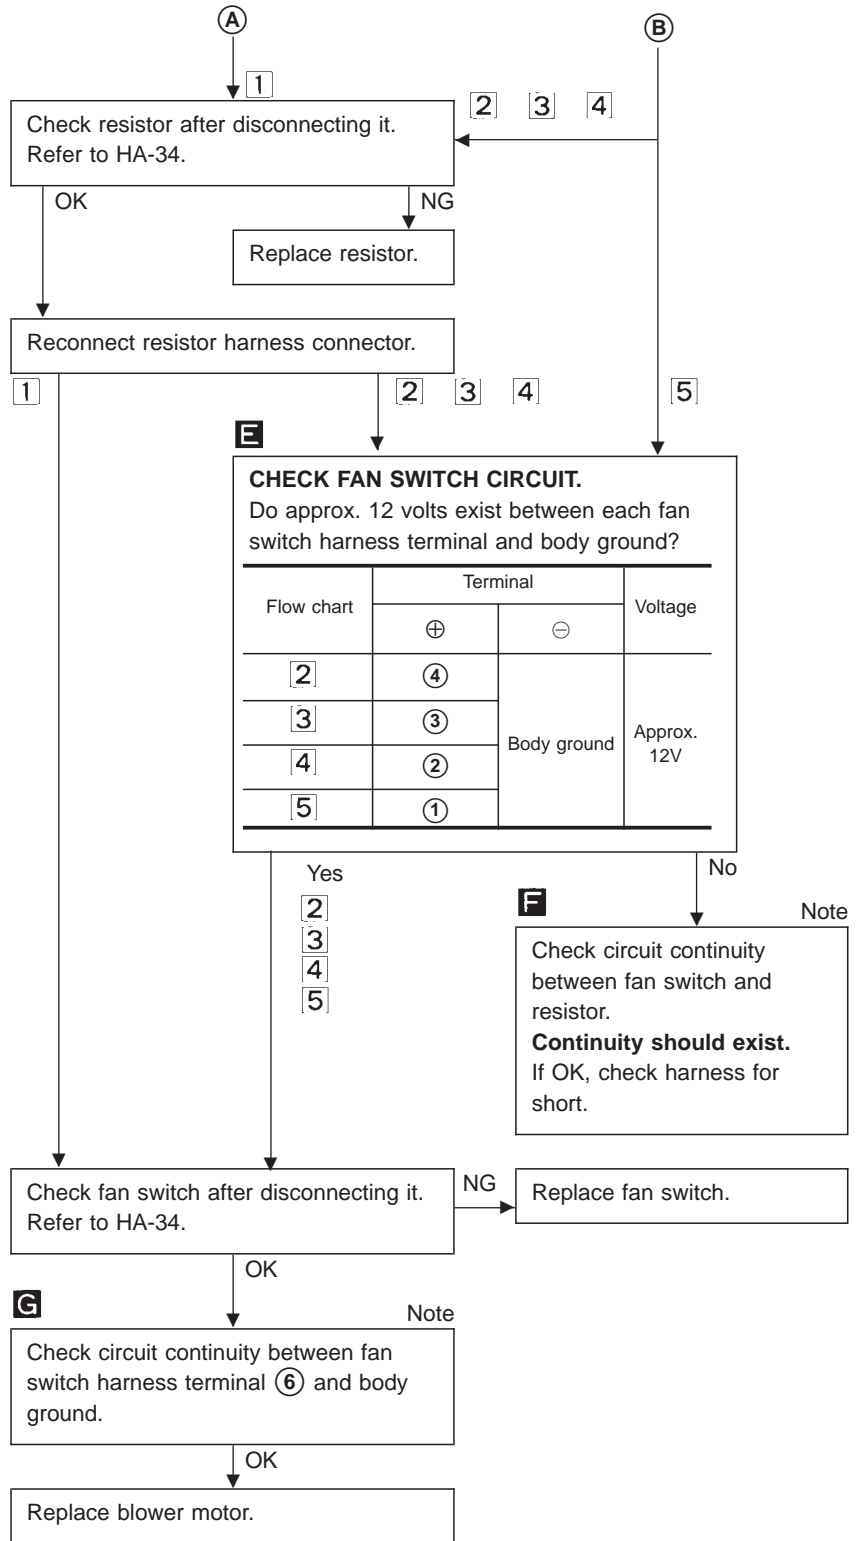 A
B
1
2 3 4
Check resistor after disconnecting it.
Refer to HA-34.
OK
NG
Replace resistor.
Reconnect resistor harness connector.
1
2 3 4
5
E
CHECK FAN SWITCH CIRCUIT.
Do approx. 12 volts exist between each fan
switch harness terminal and body ground?
Flow chart
Terminal
Voltage
⊕
⊖
2
④
3
③
4
②
5
①
Body ground
Approx.
12V
Yes
2
3
4
5
No
F
Note
Check circuit continuity
between fan switch and
resistor.
Continuity should exist.
If OK, check harness for
short.
Check fan switch after disconnecting it.
Refer to HA-34.
NG
Replace fan switch.
OK
G
Note
Check circuit continuity between fan
switch harness terminal ⑥ and body
ground.
OK
Replace blower motor.